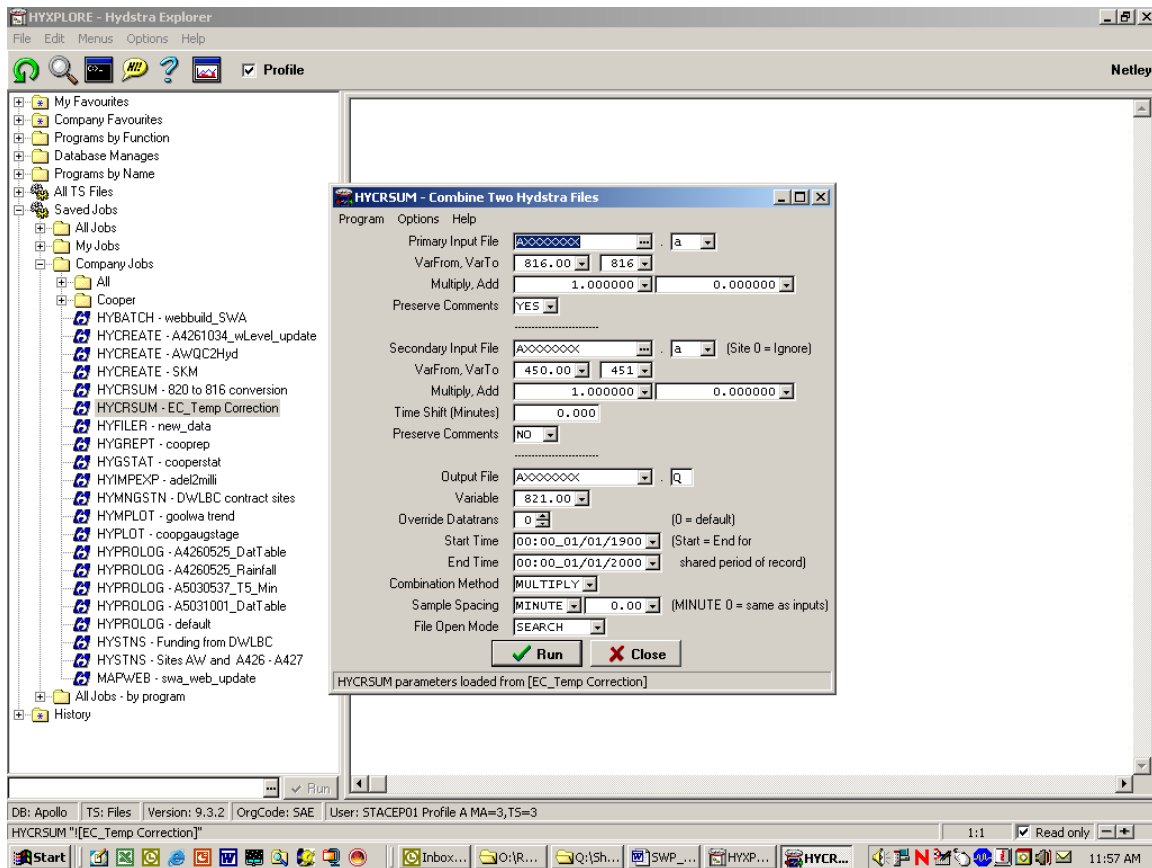 HYXPLORE - Hydstra Explorer
File Edit Menus Options Help
Profile
Netley
My Favourites
Company Favourites
Programs by Function
Database Manages
Programs by Name
All TS Files
Saved Jobs
All Jobs
My Jobs
Company Jobs
All
Cooper
HYBATCH - webbuild_SWA
HYCREATE - A4261034_wLevel_update
HYCREATE - AWQC2Hyd
HYCREATE - SKM
HYCRSUM - 820 to 816 conversion
HYCRSUM - EC_Temp Correction
HYFILER - new_data
HYGREPT - cooprep
HYGSTAT - cooperstat
HYIMPEXP - adel2milli
HYMNGSTN - DWLBC contract sites
HYMPLOT - goolwa trend
HYPLOT - coopgaugstage
HYPROLOG - A4260525_DatTable
HYPROLOG - A4260525_Rainfall
HYPROLOG - A5030537_T5_Min
HYPROLOG - A5031001_DatTable
HYPROLOG - default
HYSTNS - Funding from DWLBC
HYSTNS - Sites AW and A426 - A427
MAPWEB - swa_web_update
All Jobs - by program
History
HYCRSUM - Combine Two Hydstra Files
Program Options Help
Primary Input File AXXXXXXX ... . a
VarFrom, VarTo 816.00 816
Multiply, Add 1.000000 0.000000
Preserve Comments YES
-------------------------
Secondary Input File AXXXXXXX ... . a (Site 0 = Ignore)
VarFrom, VarTo 450.00 451
Multiply, Add 1.000000 0.000000
Time Shift (Minutes) 0.000
Preserve Comments NO
-------------------------
Output File AXXXXXXX . Q
Variable 821.00
Override Datatrans 0 (0 = default)
Start Time 00:00_01/01/1900 (Start = End for
End Time 00:00_01/01/2000 shared period of record)
Combination Method MULTIPLY
Sample Spacing MINUTE 0.00 (MINUTE 0 = same as inputs)
File Open Mode SEARCH
Run Close
HYCRSUM parameters loaded from [EC_Temp Correction]
... Run
DB: Apollo TS: Files Version: 9.3.2 OrgCode: SAE User: STACEP01 Profile A MA=3,TS=3
HYCRSUM "![EC_Temp Correction]" 1:1 Read only
Start Inbox... O:\R... Q:\Sh... SWP_... HYXP... HYCR... 11:57 AM